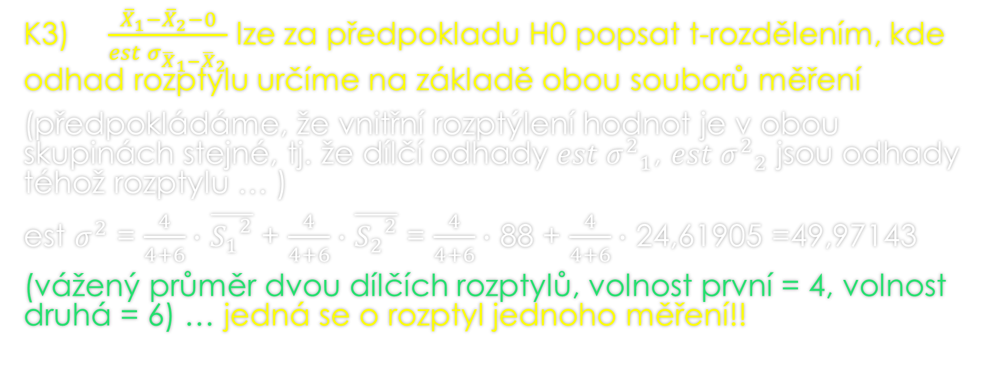 K3) $\frac{\bar{X}_1-\bar{X}_2-0}{est\ \sigma_{\bar{X}_1-\bar{X}_2}}$ lze za předpokladu H0 popsat t-rozdělením, kde
odhad rozptylu určíme na základě obou souborů měření
(předpokládáme, že vnitřní rozptýlení hodnot je v obou
skupinách stejné, tj. že dílčí odhady $est\ \sigma^2{}_1$, $est\ \sigma^2{}_2$ jsou odhady
téhož rozptylu … )
est $\sigma^2 = \frac{4}{4+6} \cdot \overline{S_1{}^2} + \frac{4}{4+6} \cdot \overline{S_2{}^2} = \frac{4}{4+6} \cdot 88 + \frac{4}{4+6} \cdot 24,61905 =49,97143$
(vážený průměr dvou dílčích rozptylů, volnost první = 4, volnost
druhá = 6) … jedná se o rozptyl jednoho měření!!